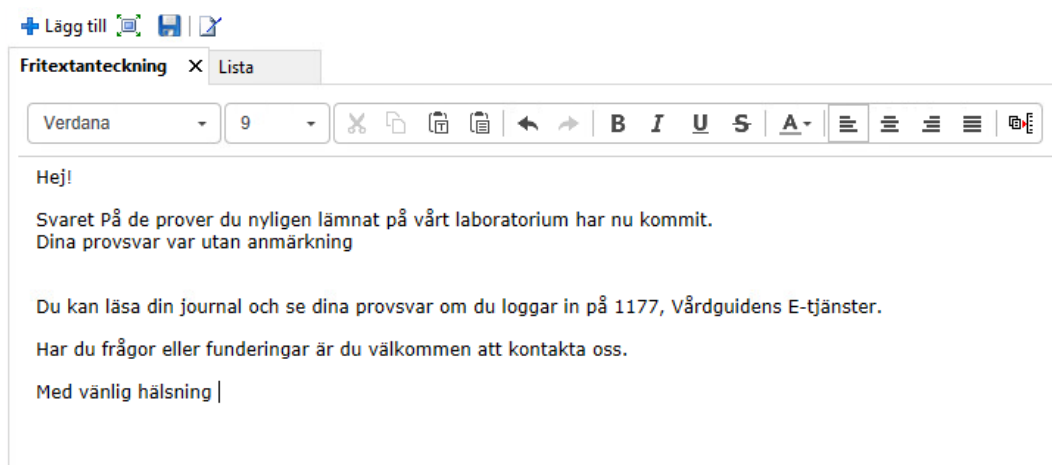 Lägg till
Fritextanteckning X Lista
Verdana 9 B I U S A
Hej!
Svaret På de prover du nyligen lämnat på vårt laboratorium har nu kommit.
Dina provsvar var utan anmärkning
Du kan läsa din journal och se dina provsvar om du loggar in på 1177, Vårdguidens E-tjänster.
Har du frågor eller funderingar är du välkommen att kontakta oss.
Med vänlig hälsning